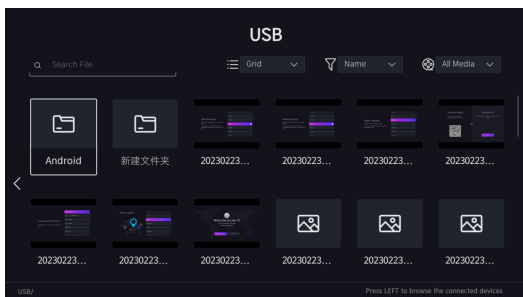 USB
Search File
Grid
Name
All Media
Android
新建文件夹
20230223...
20230223...
20230223...
20230223...
20230223...
20230223...
20230223...
20230223...
20230223...
20230223...
USB/
Press LEFT to browse the connected devices